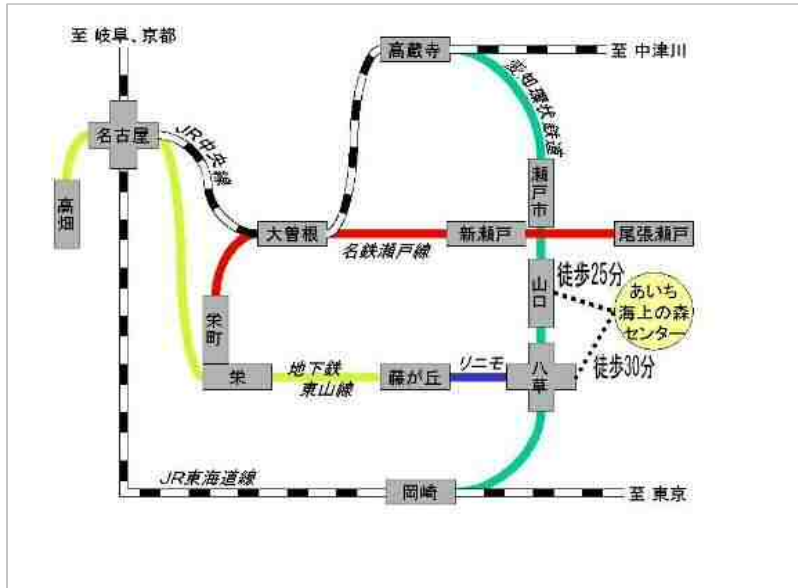 至 岐阜、京都
高蔵寺
至 中津川
愛知環状鉄道
名古屋
JR中央線
高畑
瀬戸市
大曽根
新瀬戸
尾張瀬戸
名鉄瀬戸線
山口
徒歩25分
あいち
海上の森
センター
栄町
栄
地下鉄
東山線
藤が丘
リニモ
八草
徒歩30分
JR東海道線
岡崎
至 東京